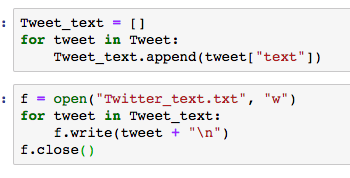 : Tweet_text = []
for tweet in Tweet:
    Tweet_text.append(tweet["text"])
: f = open("Twitter_text.txt", "w")
for tweet in Tweet_text:
    f.write(tweet + "\n")
f.close()